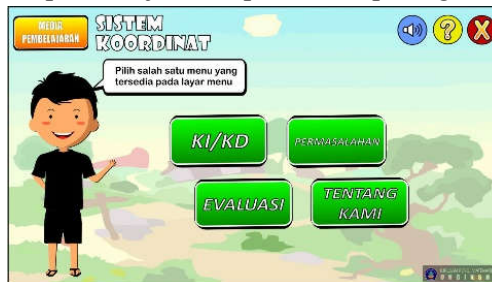 MEDIA
PEMBELAJARAN
SISTEM
KOORDINAT
?
X
Pilih salah satu menu yang
tersedia pada layar menu
KI/KD
PERMASALAHAN
EVALUASI
TENTANG
KAMI